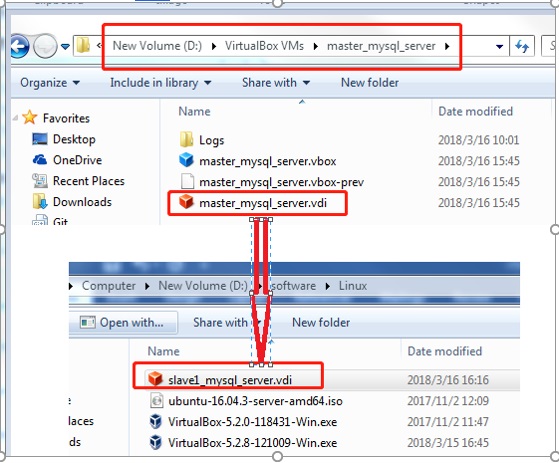 New Volume (D:) VirtualBox VMs master_mysql_server
Organize Include in library Share with New folder
Favorites
Desktop
OneDrive
Recent Places
Downloads
Git
Name Date modified
Logs 2018/3/16 10:01
master_mysql_server.vbox 2018/3/16 15:45
master_mysql_server.vbox-prev 2018/3/16 15:45
master_mysql_server.vdi 2018/3/16 15:45
Computer New Volume (D:) software Linux
Open with... Share with New folder
Name Date modified
slave1_mysql_server.vdi 2018/3/16 16:16
ubuntu-16.04.3-server-amd64.iso 2017/11/2 12:09
laces VirtualBox-5.2.0-118431-Win.exe 2017/11/2 11:47
ds VirtualBox-5.2.8-121009-Win.exe 2018/3/15 16:45